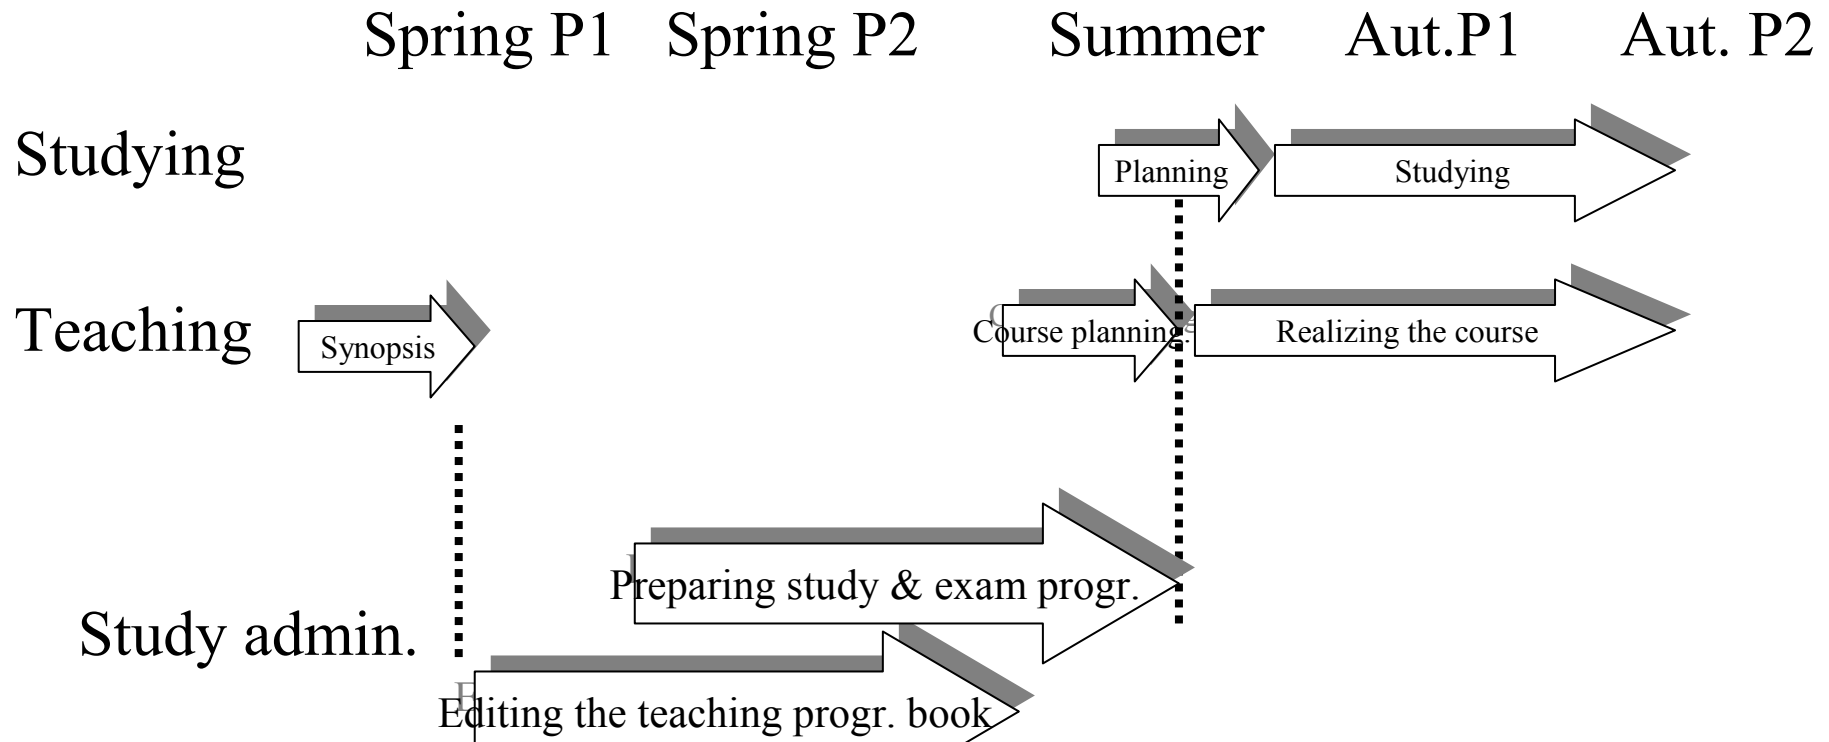 Spring P1 Spring P2 Summer Aut.P1 Aut. P2
Studying
Planning
Studying
Teaching
Synopsis
Course planning.
Realizing the course
Study admin.
Preparing study & exam progr.
Editing the teaching progr. book